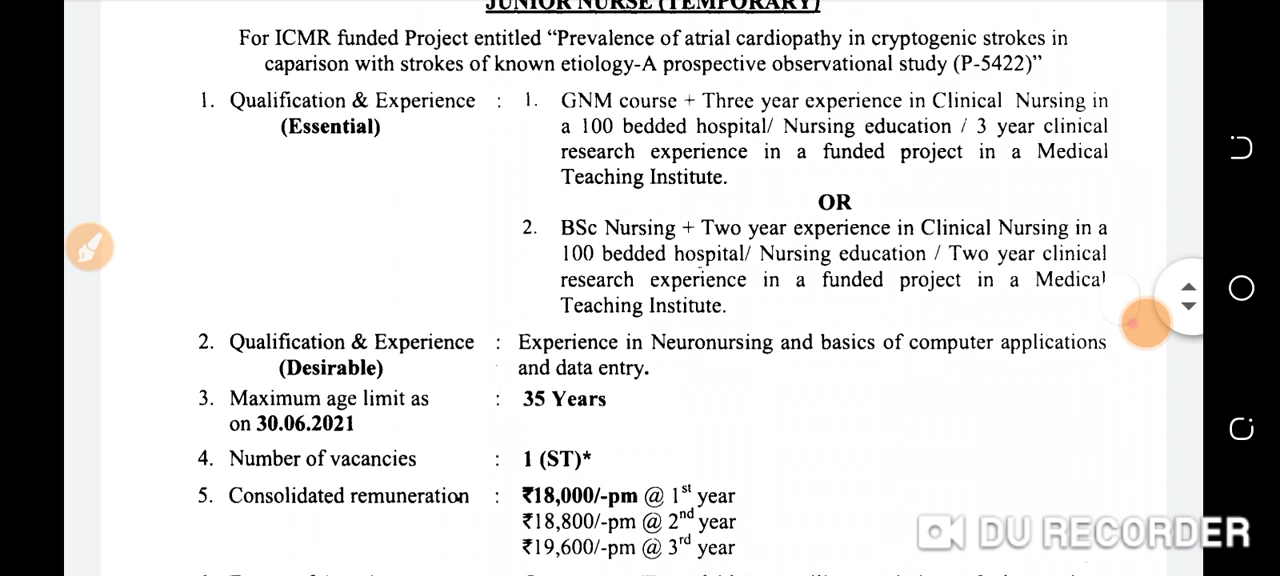 JUNIOR NURSE (TEMPORARY)
For ICMR funded Project entitled “Prevalence of atrial cardiopathy in cryptogenic strokes in
caparison with strokes of known etiology-A prospective observational study (P-5422)”
1. Qualification & Experience : 1. GNM course + Three year experience in Clinical Nursing in
(Essential) a 100 bedded hospital/ Nursing education / 3 year clinical
research experience in a funded project in a Medical
Teaching Institute.
OR
2. BSc Nursing + Two year experience in Clinical Nursing in a
100 bedded hospital/ Nursing education / Two year clinical
research experience in a funded project in a Medical
Teaching Institute.
2. Qualification & Experience : Experience in Neuronursing and basics of computer applications
(Desirable) and data entry.
3. Maximum age limit as : 35 Years
on 30.06.2021
4. Number of vacancies : 1 (ST)*
5. Consolidated remuneration : ₹18,000/-pm @ 1st year
₹18,800/-pm @ 2nd year
₹19,600/-pm @ 3rd year
DU RECORDER